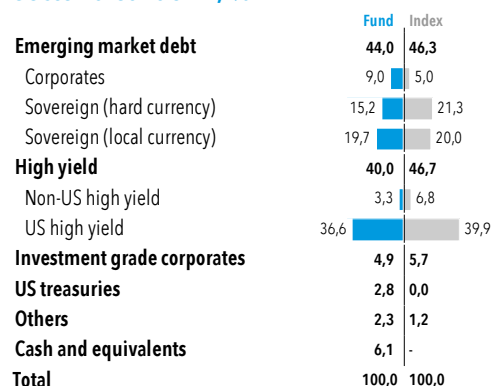 Fund Index
Emerging market debt 44,0 46,3
Corporates 9,0 5,0
Sovereign (hard currency) 15,2 21,3
Sovereign (local currency) 19,7 20,0
High yield 40,0 46,7
Non-US high yield 3,3 6,8
US high yield 36,6 39,9
Investment grade corporates 4,9 5,7
US treasuries 2,8 0,0
Others 2,3 1,2
Cash and equivalents 6,1 -
Total 100,0 100,0